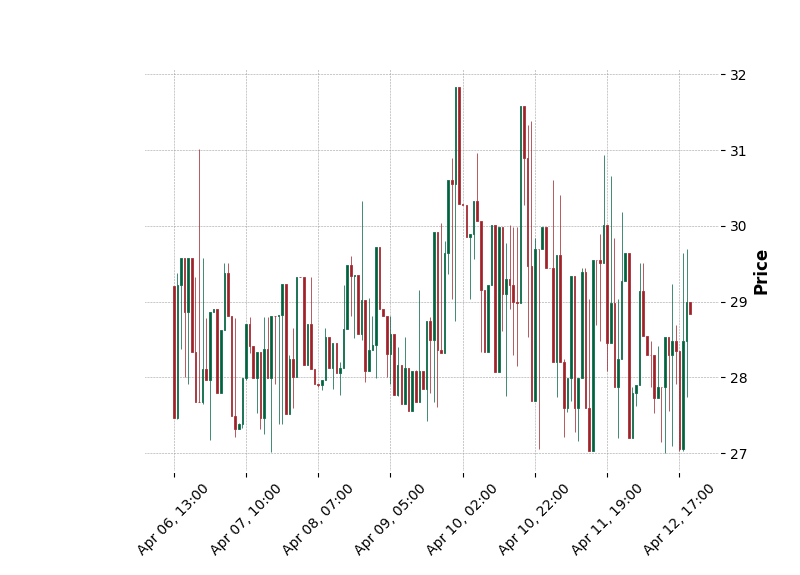 32
31
30
29
28
27
Price
Apr 06, 13:00
Apr 07, 10:00
Apr 08, 07:00
Apr 09, 05:00
Apr 10, 02:00
Apr 10, 22:00
Apr 11, 19:00
Apr 12, 17:00